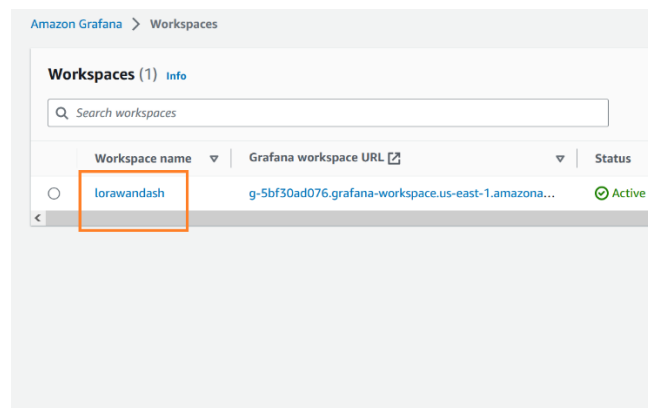 Amazon Grafana > Workspaces
Workspaces (1) Info
Search workspaces
Workspace name Grafana workspace URL Status
lorawandash g-5bf30ad076.grafana-workspace.us-east-1.amazona... Active